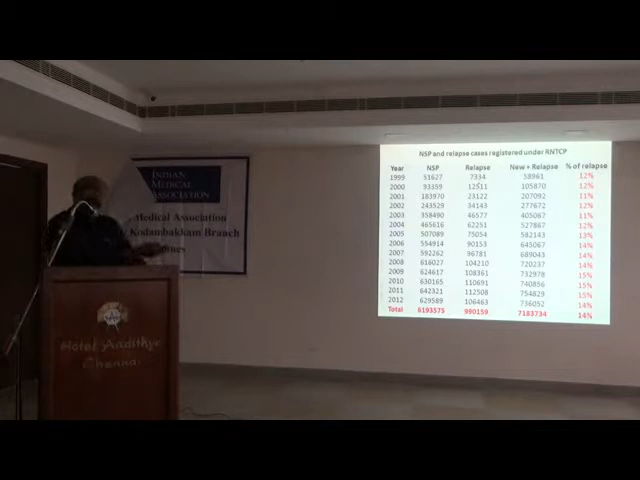 NSP and relapse cases registered under RNTCP
Year NSP Relapse New + Relapse % of relapse
1999 51627 7334 58961 12%
2000 93359 12511 105870 12%
2001 183970 23122 207092 11%
2002 243529 34143 277672 12%
2003 358490 46577 405067 11%
2004 465616 62251 527867 12%
2005 507089 75054 582143 13%
2006 554914 90153 645067 14%
2007 592262 96781 689043 14%
2008 616027 104210 720237 14%
2009 624617 108361 732978 15%
2010 630165 110691 740856 15%
2011 642321 112508 754829 15%
2012 629589 106463 736052 14%
Total 6193575 990159 7183734 14%
INDIAN
MEDICAL
ASSOCIATION
Medical Association
Kodambakkam Branch
Hotel Aadithya
Chennai